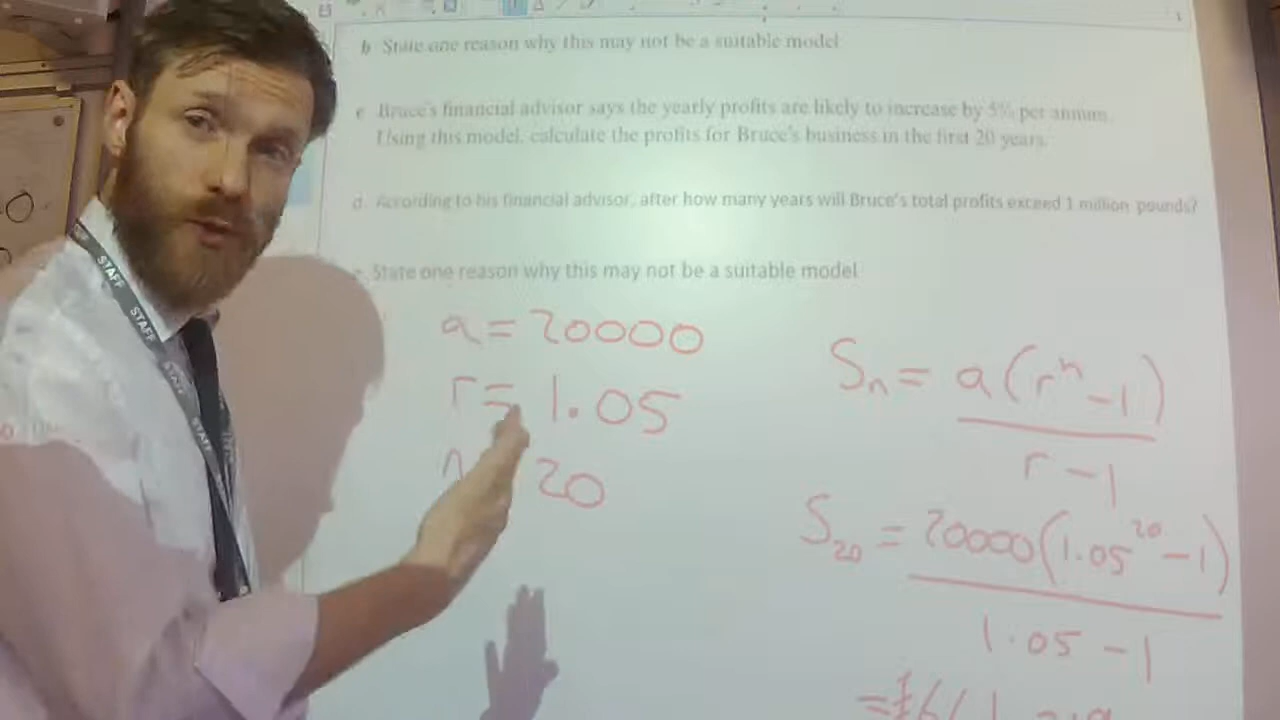 b State one reason why this may not be a suitable model
c Bruce's financial advisor says the yearly profits are likely to increase by 5% per annum.
Using this model, calculate the profits for Bruce's business in the first 20 years.
d. According to his financial advisor, after how many years will Bruce's total profits exceed 1 million pounds?
e. State one reason why this may not be a suitable model
a = 20000
r = 1.05
n 20
Sn = a(r^n - 1)
r - 1
S20 = 20000(1.05^20 - 1)
1.05 - 1
STAFF
STAFF
STAFF
STAFF